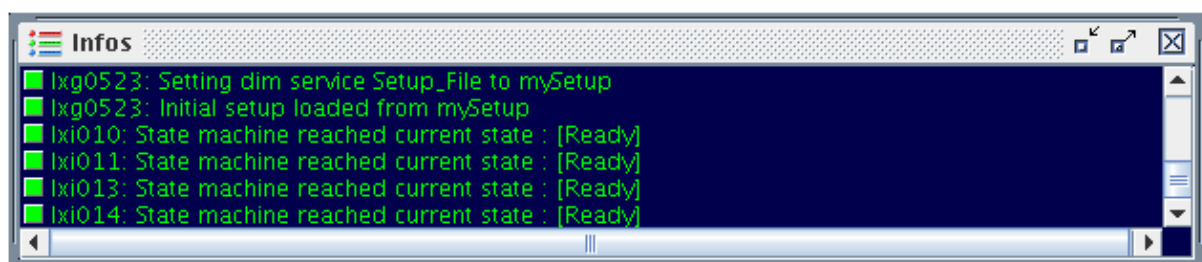 Infos
lxg0523: Setting dim service Setup_File to mySetup
lxg0523: Initial setup loaded from mySetup
lxi010: State machine reached current state : [Ready]
lxi011: State machine reached current state : [Ready]
lxi013: State machine reached current state : [Ready]
lxi014: State machine reached current state : [Ready]